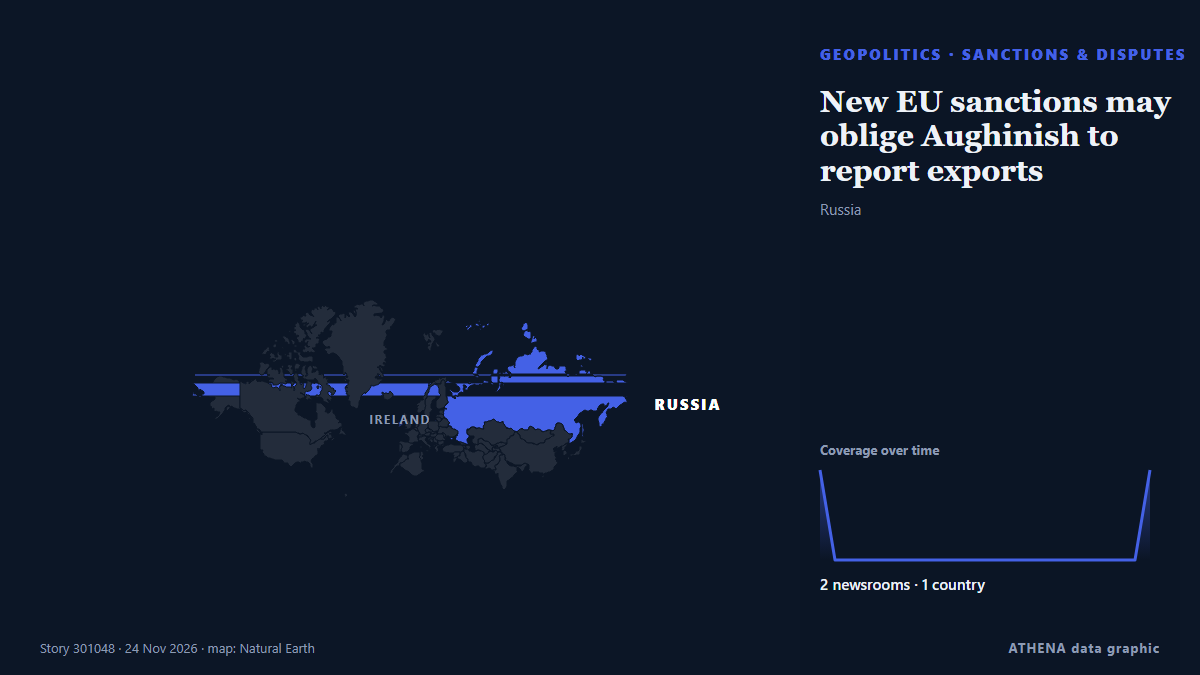 GEOPOLITICS · SANCTIONS & DISPUTES
New EU sanctions may
oblige Aughinish to
report exports
Russia
IRELAND
RUSSIA
Coverage over time
2 newsrooms · 1 country
Story 301048 · 24 Nov 2026 · map: Natural Earth
ATHENA data graphic